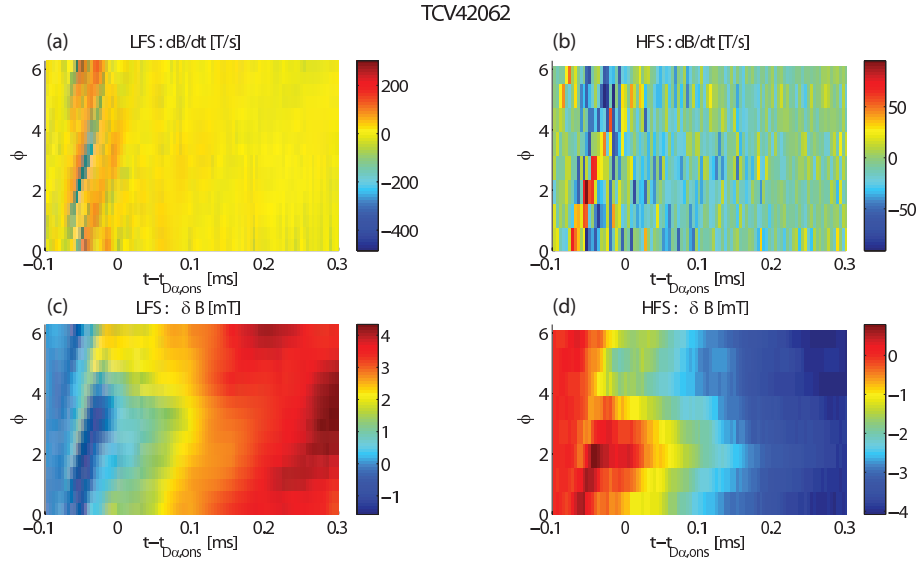 TCV42062
(a) LFS : dB/dt [T/s]
6
4
2
0
ϕ
−0.1 0 0.1 0.2 0.3
t−tDα,ons [ms]
200
0
−200
−400
(b) HFS : dB/dt [T/s]
6
4
2
0
ϕ
−0.1 0 0.1 0.2 0.3
t−tDα,ons [ms]
50
0
−50
(c) LFS : δ B [mT]
6
4
2
0
ϕ
−0.1 0 0.1 0.2 0.3
t−tDα,ons [ms]
4
3
2
1
0
−1
(d) HFS : δ B [mT]
6
4
2
0
ϕ
−0.1 0 0.1 0.2 0.3
t−tDα,ons [ms]
0
−1
−2
−3
−4